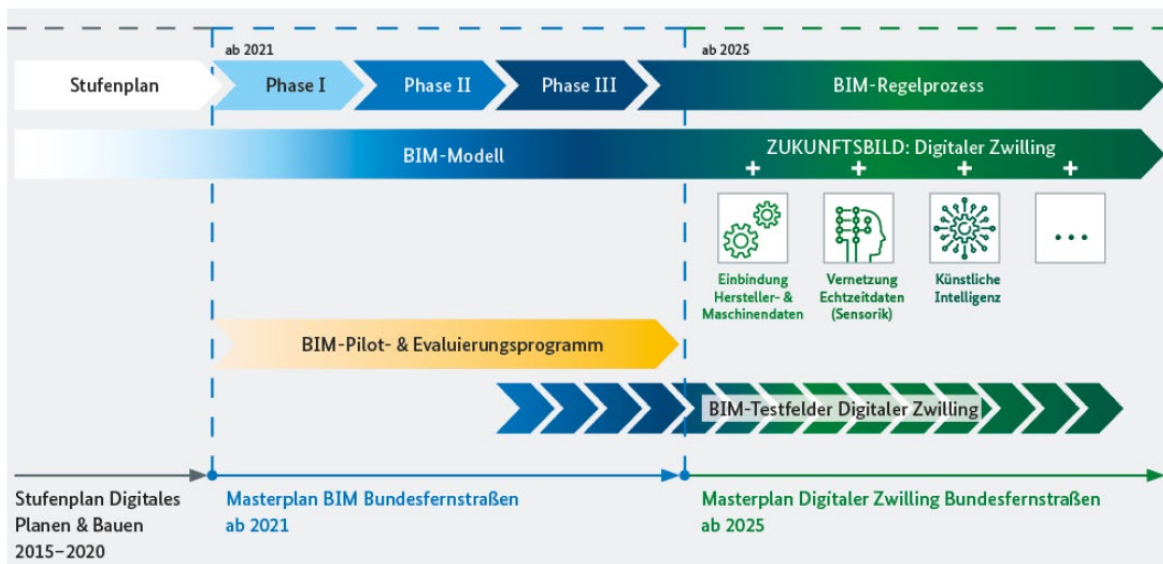 ab 2021
ab 2025
Stufenplan
Phase I
Phase II
Phase III
BIM-Regelprozess
BIM-Modell
ZUKUNFTSBILD: Digitaler Zwilling
+
+
+
+
...
Einbindung
Hersteller- &
Maschinendaten
Vernetzung
Echtzeitdaten
(Sensorik)
Künstliche
Intelligenz
BIM-Pilot- & Evaluierungsprogramm
BIM-Testfelder Digitaler Zwilling
Stufenplan Digitales
Planen & Bauen
2015–2020
Masterplan BIM Bundesfernstraßen
ab 2021
Masterplan Digitaler Zwilling Bundesfernstraßen
ab 2025